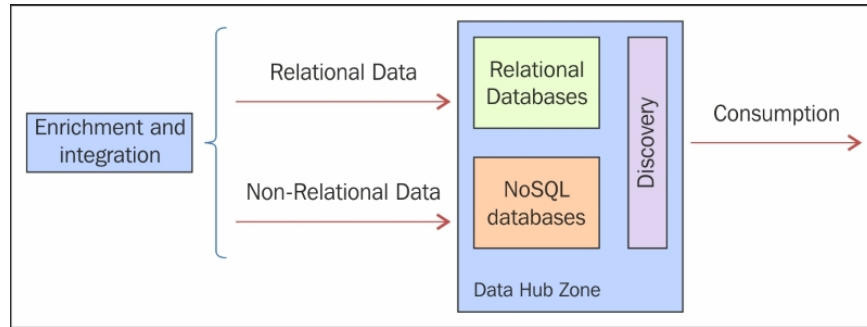 Enrichment and
integration
Relational Data
Non-Relational Data
Relational
Databases
NoSQL
databases
Discovery
Data Hub Zone
Consumption